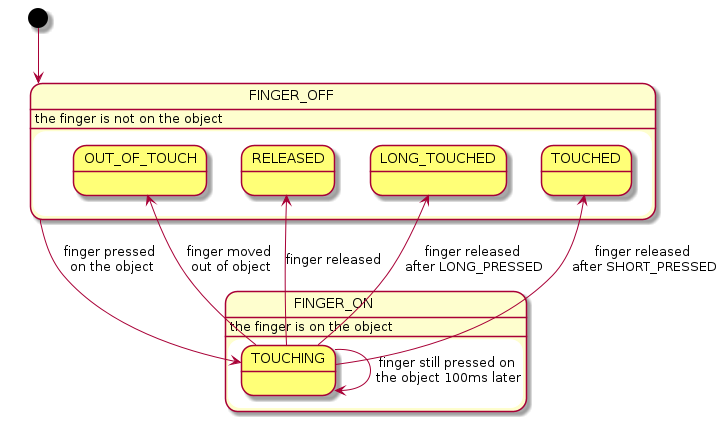 FINGER_OFF
the finger is not on the object
OUT_OF_TOUCH
RELEASED
LONG_TOUCHED
TOUCHED
finger pressed
on the object
finger moved
out of object
finger released
finger released
after LONG_PRESSED
finger released
after SHORT_PRESSED
FINGER_ON
the finger is on the object
TOUCHING
finger still pressed on
the object 100ms later